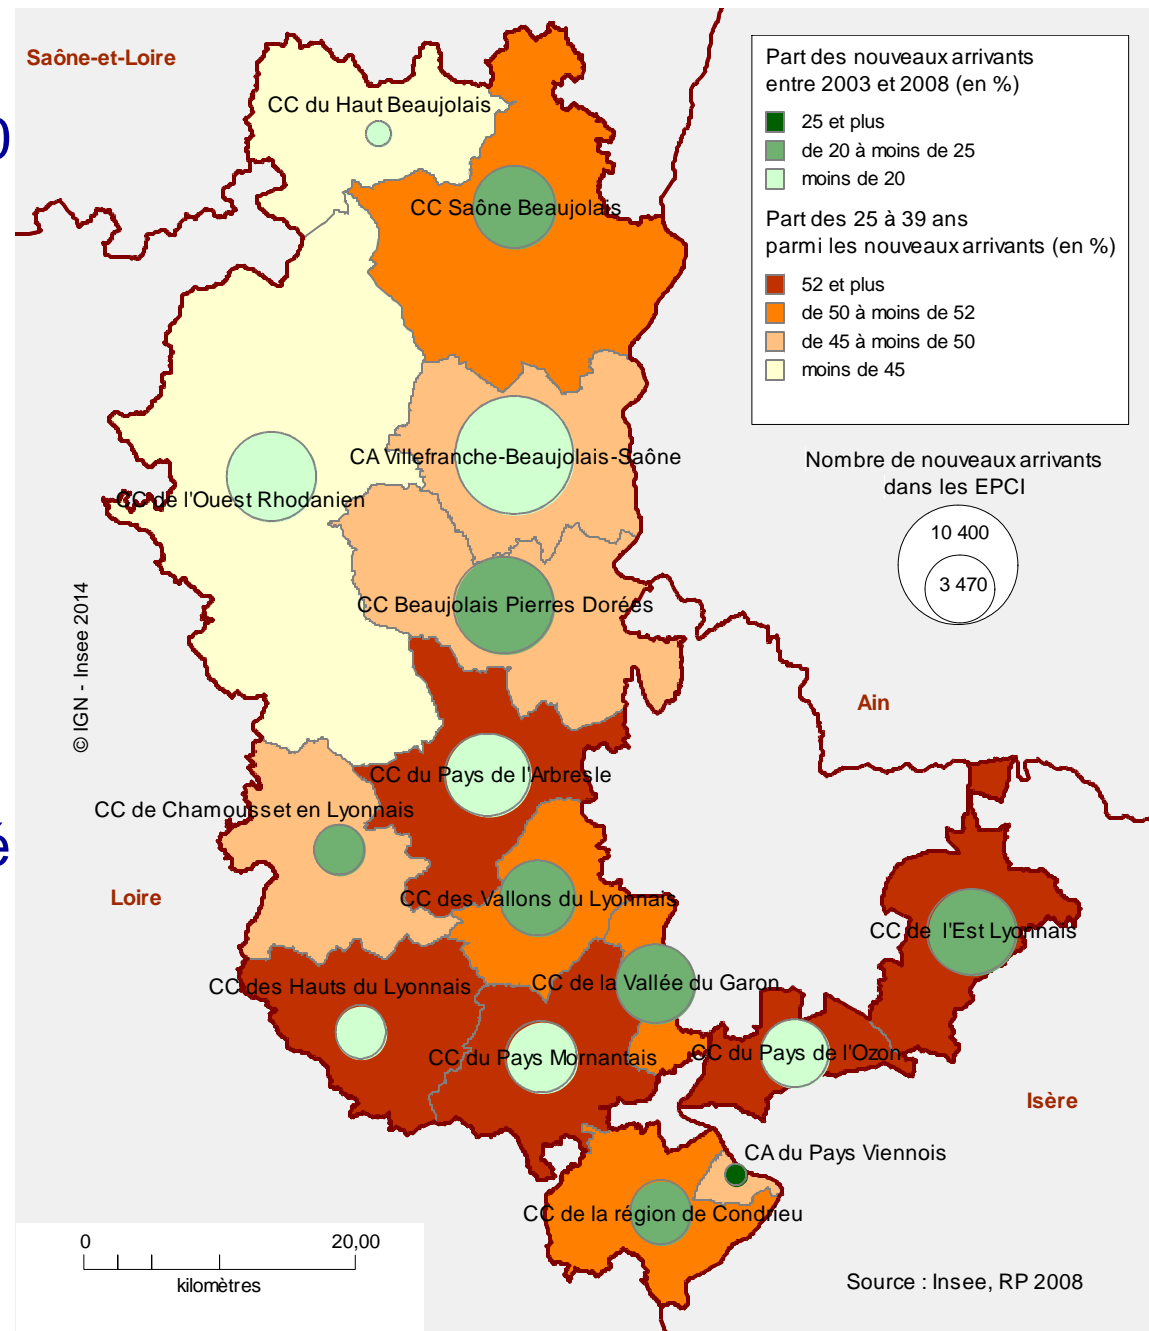 Saône-et-Loire
CC du Haut Beaujolais
0
CC Saône Beaujolais
Part des nouveaux arrivants
entre 2003 et 2008 (en %)
25 et plus
de 20 à moins de 25
moins de 20
Part des 25 à 39 ans
parmi les nouveaux arrivants (en %)
52 et plus
de 50 à moins de 52
de 45 à moins de 50
moins de 45
Nombre de nouveaux arrivants
dans les EPCI
10 400
3 470
CA Villefranche-Beaujolais-Saône
CC de l'Ouest Rhodanien
CC Beaujolais Pierres Dorées
© IGN - Insee 2014
Ain
CC du Pays de l'Arbresle
CC de Chamousset en Lyonnais
é
Loire
CC des Vallons du Lyonnais
CC de l'Est Lyonnais
CC de la Vallée du Garon
CC des Hauts du Lyonnais
CC du Pays Mornantais
CC du Pays de l'Ozon
Isère
CA du Pays Viennois
CC de la région de Condrieu
0 20,00
kilomètres
Source : Insee, RP 2008